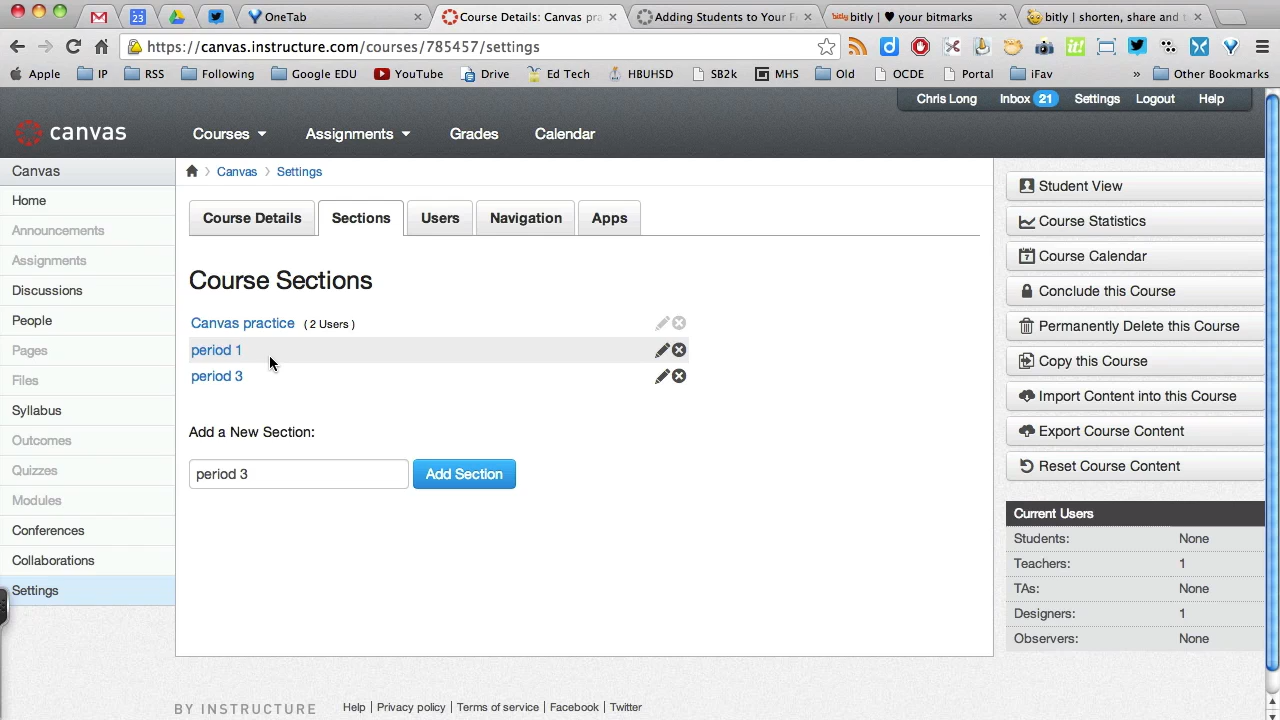 23
OneTab
Course Details: Canvas pra
Adding Students to Your F
bitly bitly | ♥ your bitmarks
bitly | shorten, share and t
https://canvas.instructure.com/courses/785457/settings
Apple IP RSS Following Google EDU YouTube Drive Ed Tech HBUHSD SB2k MHS Old OCDE Portal iFav » Other Bookmarks
Chris Long Inbox 21 Settings Logout Help
canvas Courses Assignments Grades Calendar
Canvas
Home
Announcements
Assignments
Discussions
People
Pages
Files
Syllabus
Outcomes
Quizzes
Modules
Conferences
Collaborations
Settings
Canvas Settings
Course Details Sections Users Navigation Apps
Course Sections
Canvas practice ( 2 Users )
period 1
period 3
Add a New Section:
period 3 Add Section
Student View
Course Statistics
7 Course Calendar
Conclude this Course
Permanently Delete this Course
Copy this Course
Import Content into this Course
Export Course Content
Reset Course Content
Current Users
Students: None
Teachers: 1
TAs: None
Designers: 1
Observers: None
BY INSTRUCTURE Help | Privacy policy | Terms of service | Facebook | Twitter